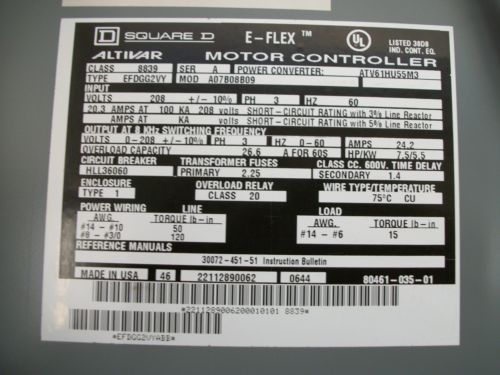 D SQUARE D E-FLEX™ UL LISTED 38D8 IND. CONT. EQ.
ALTIVAR MOTOR CONTROLLER
CLASS 8839 SER A POWER CONVERTER: ATV61HU55M3
TYPE EFDGG2VY MOD A07B08B09
INPUT
VOLTS 208 +/- 10% PH 3 HZ 60
20.3 AMPS AT 100 KA 208 VOLTS SHORT-CIRCUIT RATING with 3% Line Reactor
AMPS AT KA VOLTS SHORT-CIRCUIT RATING with 5% Line Reactor
OUTPUT AT 8 KHz SWITCHING FREQUENCY
VOLTS 0-208 +/- 10% PH 3 HZ 0-60 AMPS 24.2
OVERLOAD CAPACITY 26.6 A FOR 60S HP/KW 7.5/5.5
CIRCUIT BREAKER TRANSFORMER FUSES CLASS CC. 600V. TIME DELAY
HLL36060 PRIMARY 2.25 SECONDARY 1.4
ENCLOSURE OVERLOAD RELAY WIRE TYPE/TEMPERATURE
TYPE 1 CLASS 20 75°C CU
POWER WIRING LINE LOAD
AWG. TORQUE lb-in AWG. TORQUE lb-in
#14 - #10 50 #14 - #6 15
#8 - #3/0 120
REFERENCE MANUALS
30072-451-51 Instruction Bulletin
MADE IN USA 46 22112890062 0644 80461-035-01
*2211289006200010101 8839*
*EFDGG2VYABB*